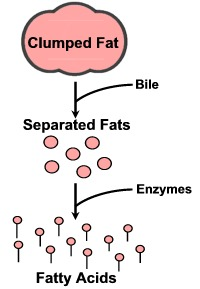 Clumped Fat
Bile
Separated Fats
Enzymes
Fatty Acids